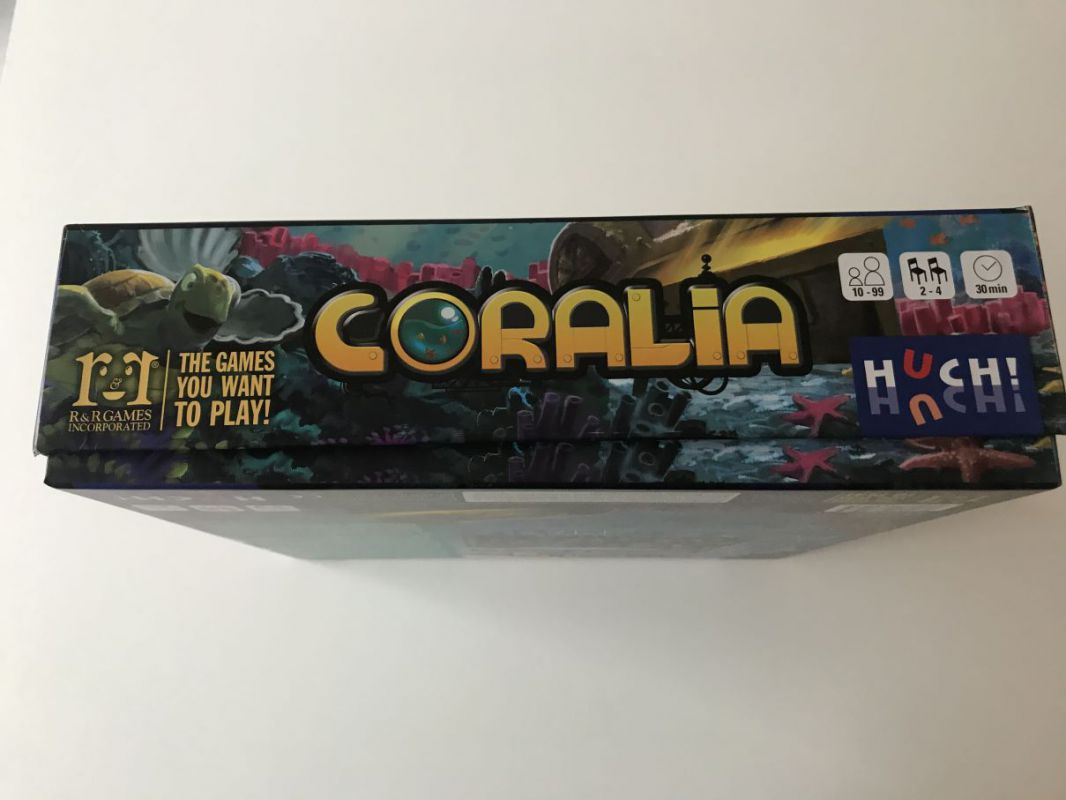 CORALiA
10 - 99
2 - 4
30 min
r&r®
R & R GAMES
INCORPORATED
THE GAMES
YOU WANT
TO PLAY!
HUCH!